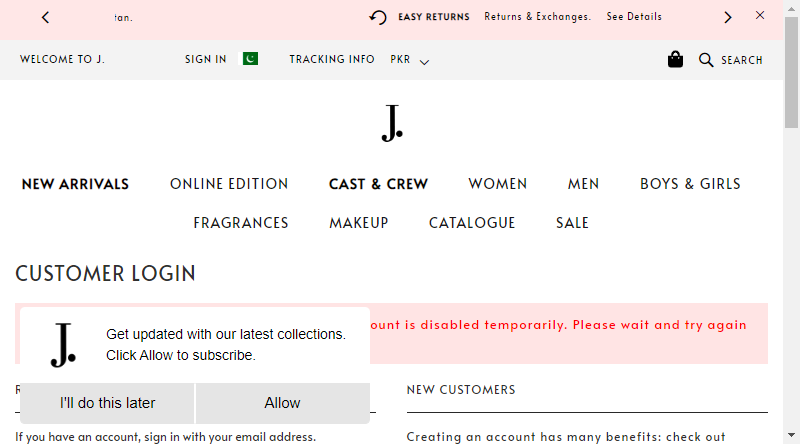 tan.
EASY RETURNS Returns & Exchanges. See Details
WELCOME TO J. SIGN IN TRACKING INFO PKR SEARCH
J.
NEW ARRIVALS ONLINE EDITION CAST & CREW WOMEN MEN BOYS & GIRLS
FRAGRANCES MAKEUP CATALOGUE SALE
CUSTOMER LOGIN
ount is disabled temporarily. Please wait and try again
J.
Get updated with our latest collections.
Click Allow to subscribe.
I'll do this later Allow
R
NEW CUSTOMERS
If you have an account, sign in with your email address.
Creating an account has many benefits: check out